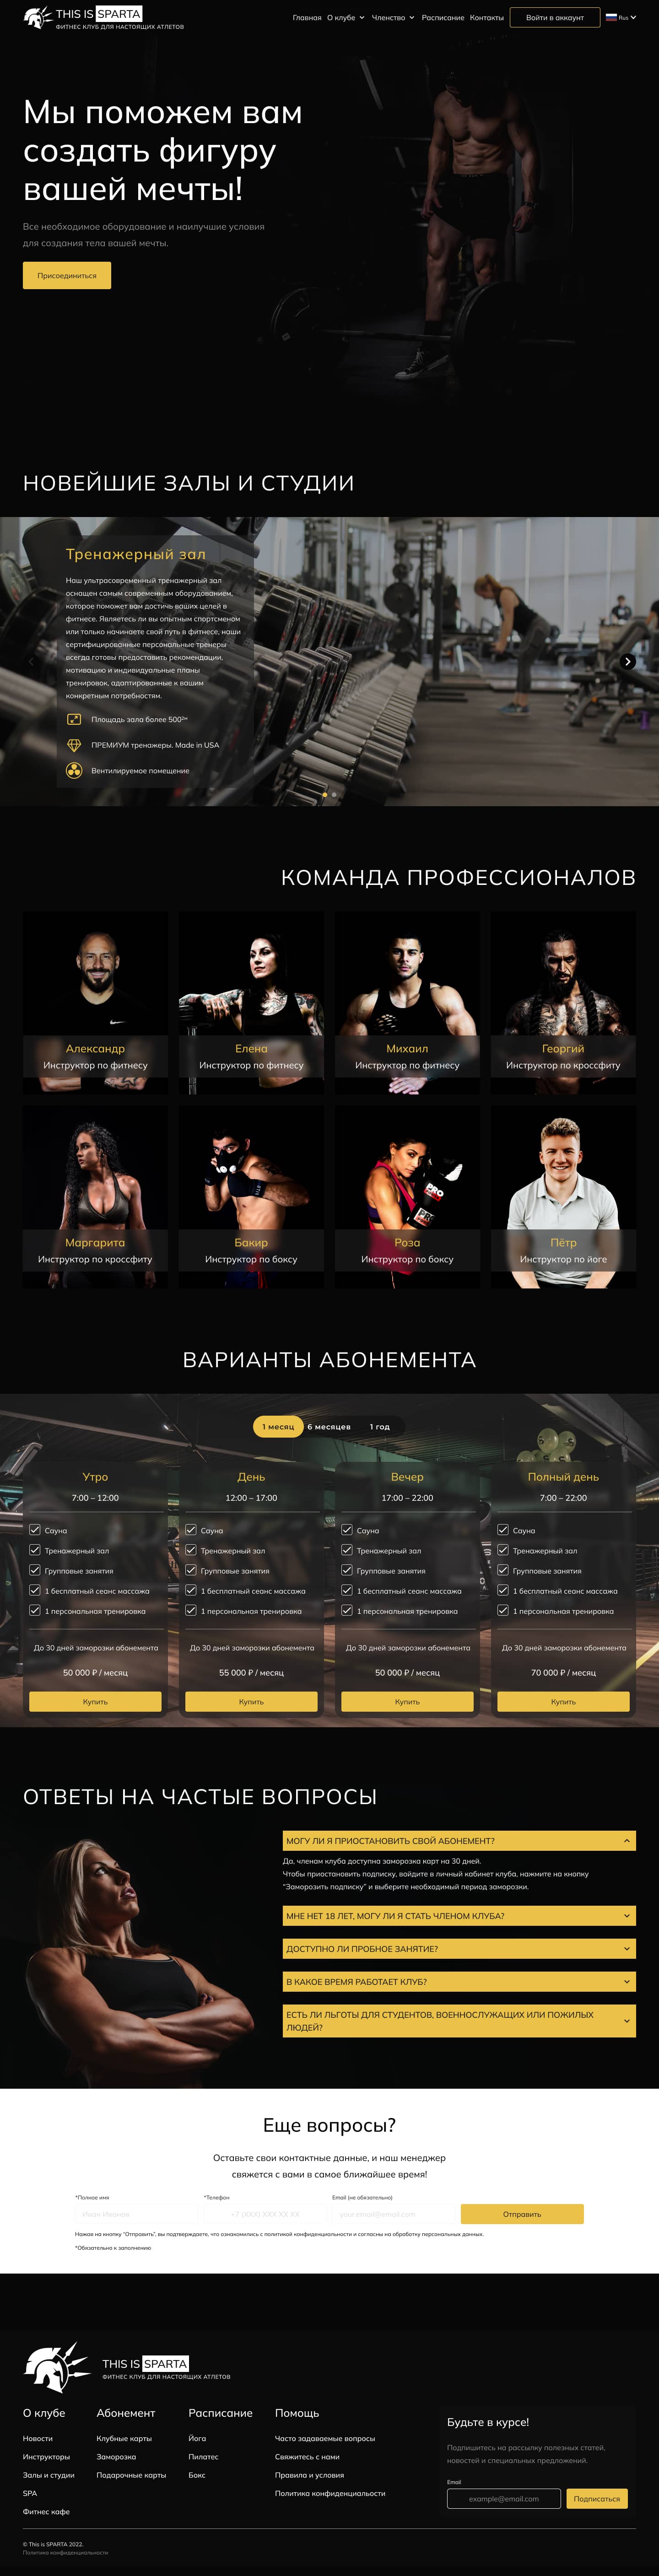 THIS IS SPARTA
ФИТНЕС КЛУБ ДЛЯ НАСТОЯЩИХ АТЛЕТОВ
Главная О клубе Членство Расписание Контакты Войти в аккаунт Rus
Мы поможем вам
создать фигуру
вашей мечты!
Все необходимое оборудование и наилучшие условия
для создания тела вашей мечты.
Присоединиться
НОВЕЙШИЕ ЗАЛЫ И СТУДИИ
Тренажерный зал
Наш ультрасовременный тренажерный зал
оснащен самым современным оборудованием,
которое поможет вам достичь ваших целей в
фитнесе. Являетесь ли вы опытным спортсменом
или только начинаете свой путь в фитнесе, наши
сертифицированные персональные тренеры
всегда готовы предоставить рекомендации,
мотивацию и индивидуальные планы
тренировок, адаптированные к вашим
конкретным потребностям.
Площадь зала более 500²ᵐ
ПРЕМИУМ тренажеры. Made in USA
Вентилируемое помещение
КОМАНДА ПРОФЕССИОНАЛОВ
Александр
Инструктор по фитнесу
Елена
Инструктор по фитнесу
Михаил
Инструктор по фитнесу
Георгий
Инструктор по кроссфиту
PRO
PRO
Маргарита
Инструктор по кроссфиту
Бакир
Инструктор по боксу
Роза
Инструктор по боксу
Пётр
Инструктор по йоге
ВАРИАНТЫ АБОНЕМЕНТА
1 месяц 6 месяцев 1 год
Утро
7:00 – 12:00
Сауна
Тренажерный зал
Групповые занятия
1 бесплатный сеанс массажа
1 персональная тренировка
До 30 дней заморозки абонемента
50 000 ₽ / месяц
Купить
День
12:00 – 17:00
Сауна
Тренажерный зал
Групповые занятия
1 бесплатный сеанс массажа
1 персональная тренировка
До 30 дней заморозки абонемента
55 000 ₽ / месяц
Купить
Вечер
17:00 – 22:00
Сауна
Тренажерный зал
Групповые занятия
1 бесплатный сеанс массажа
1 персональная тренировка
До 30 дней заморозки абонемента
50 000 ₽ / месяц
Купить
Полный день
7:00 – 22:00
Сауна
Тренажерный зал
Групповые занятия
1 бесплатный сеанс массажа
1 персональная тренировка
До 30 дней заморозки абонемента
70 000 ₽ / месяц
Купить
ОТВЕТЫ НА ЧАСТЫЕ ВОПРОСЫ
МОГУ ЛИ Я ПРИОСТАНОВИТЬ СВОЙ АБОНЕМЕНТ?
Да, членам клуба доступна заморозка карт на 30 дней.
Чтобы приостановить подписку, войдите в личный кабинет клуба, нажмите на кнопку
“Заморозить подписку” и выберите необходимый период заморозки.
МНЕ НЕТ 18 ЛЕТ, МОГУ ЛИ Я СТАТЬ ЧЛЕНОМ КЛУБА?
ДОСТУПНО ЛИ ПРОБНОЕ ЗАНЯТИЕ?
В КАКОЕ ВРЕМЯ РАБОТАЕТ КЛУБ?
ЕСТЬ ЛИ ЛЬГОТЫ ДЛЯ СТУДЕНТОВ, ВОЕННОСЛУЖАЩИХ ИЛИ ПОЖИЛЫХ
ЛЮДЕЙ?
Еще вопросы?
Оставьте свои контактные данные, и наш менеджер
свяжется с вами в самое ближайшее время!
*Полное имя *Телефон Email (не обязательно)
Иван Иванов +7 (XXX) XXX XX XX your.email@email.com Отправить
Нажав на кнопку “Отправить”, вы подтверждаете, что ознакомились с политикой конфиденциальности и согласны на обработку персональных данных.
*Обязательно к заполнению
THIS IS SPARTA
ФИТНЕС КЛУБ ДЛЯ НАСТОЯЩИХ АТЛЕТОВ
О клубе
Новости
Инструкторы
Залы и студии
SPA
Фитнес кафе
Абонемент
Клубные карты
Заморозка
Подарочные карты
Расписание
Йога
Пилатес
Бокс
Помощь
Часто задаваемые вопросы
Свяжитесь с нами
Правила и условия
Политика конфиденциальности
Будьте в курсе!
Подпишитесь на рассылку полезных статей,
новостей и специальных предложений.
Email
example@email.com Подписаться
© This is SPARTA 2022.
Политика конфиденциальности